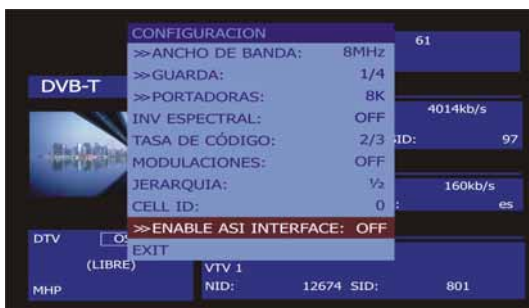 CONFIGURACION
61
>>ANCHO DE BANDA: 8MHz
>>GUARDA: 1/4
DVB-T
>>PORTADORAS: 8K
INV ESPECTRAL: OFF
4014kb/s
TASA DE CÓDIGO: 2/3
SID: 97
MODULACIONES: OFF
JERARQUIA: ½
160kb/s
CELL ID: 0
: es
>>ENABLE ASI INTERFACE: OFF
DTV
EXIT
(LIBRE)
VTV 1
MHP
NID: 12674 SID: 801